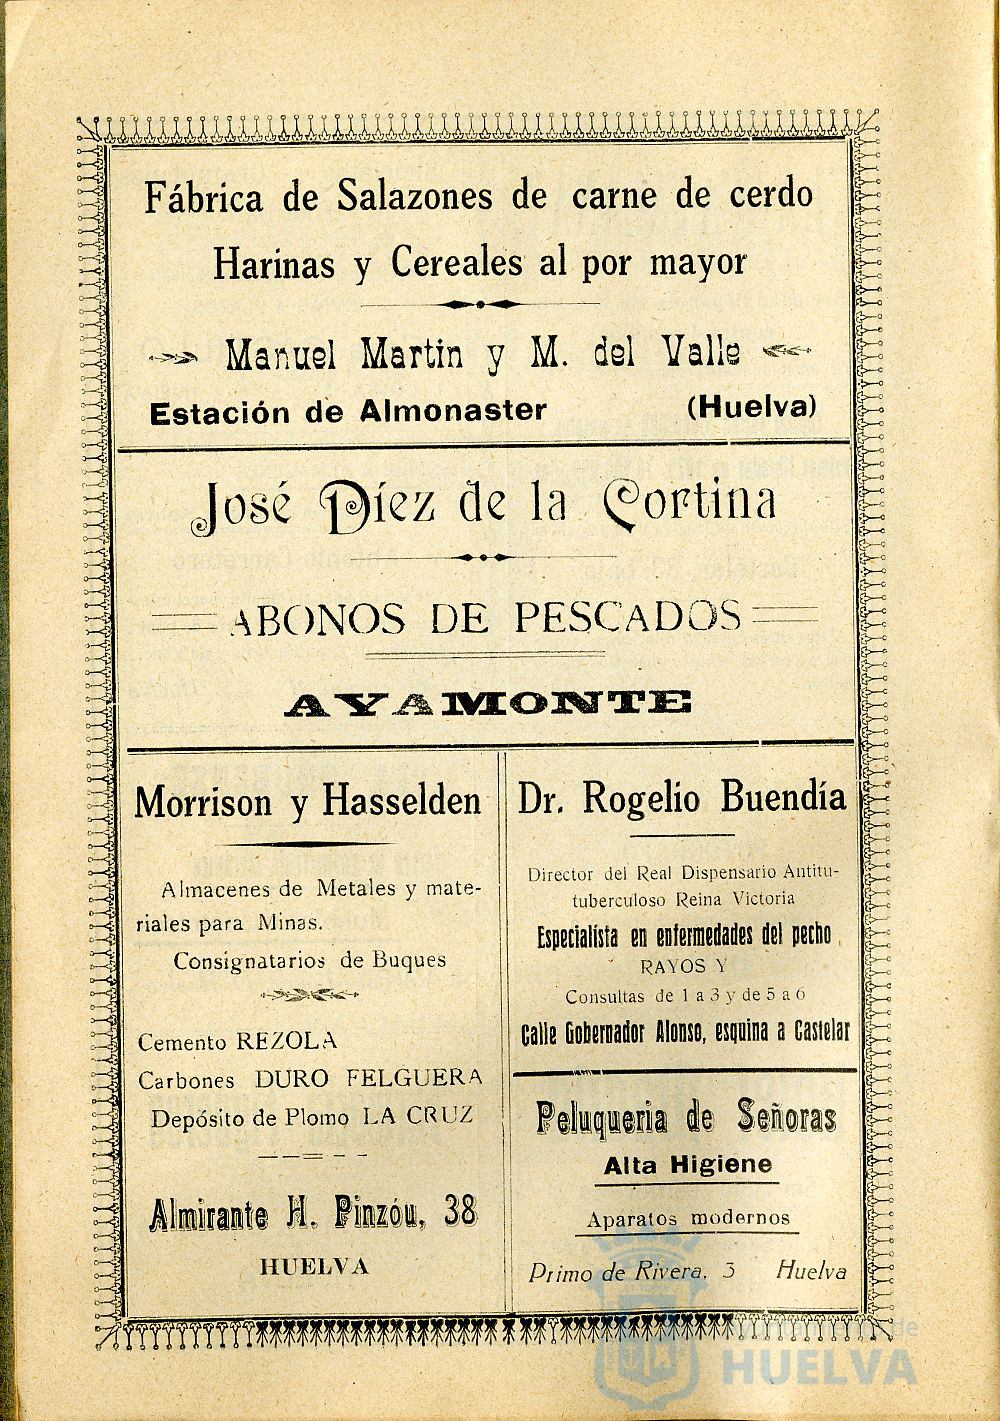 Fábrica de Salazones de carne de cerdo
Harinas y Cereales al por mayor
Manuel Martin y M. del Valle
Estación de Almonaster (Huelva)
José Díez de la Cortina
ABONOS DE PESCADOS
AYAMONTE
Morrison y Hasselden
Almacenes de Metales y mate-
riales para Minas.
Consignatarios de Buques
Cemento REZOLA
Carbones DURO FELGUERA
Depósito de Plomo LA CRUZ
Almirante H. Pinzóu, 38
HUELVA
Dr. Rogelio Buendía
Director del Real Dispensario Antitu-
tuberculoso Reina Victoria
Especialista en enfermedades del pecho
RAYOS Y
Consultas de 1 a 3 y de 5 a 6
Calle Gobernador Alonso, esquina a Castelar
Peluqueria de Señoras
Alta Higiene
Aparatos modernos
Primo de Rivera, 3 Huelva
de
HUELVA